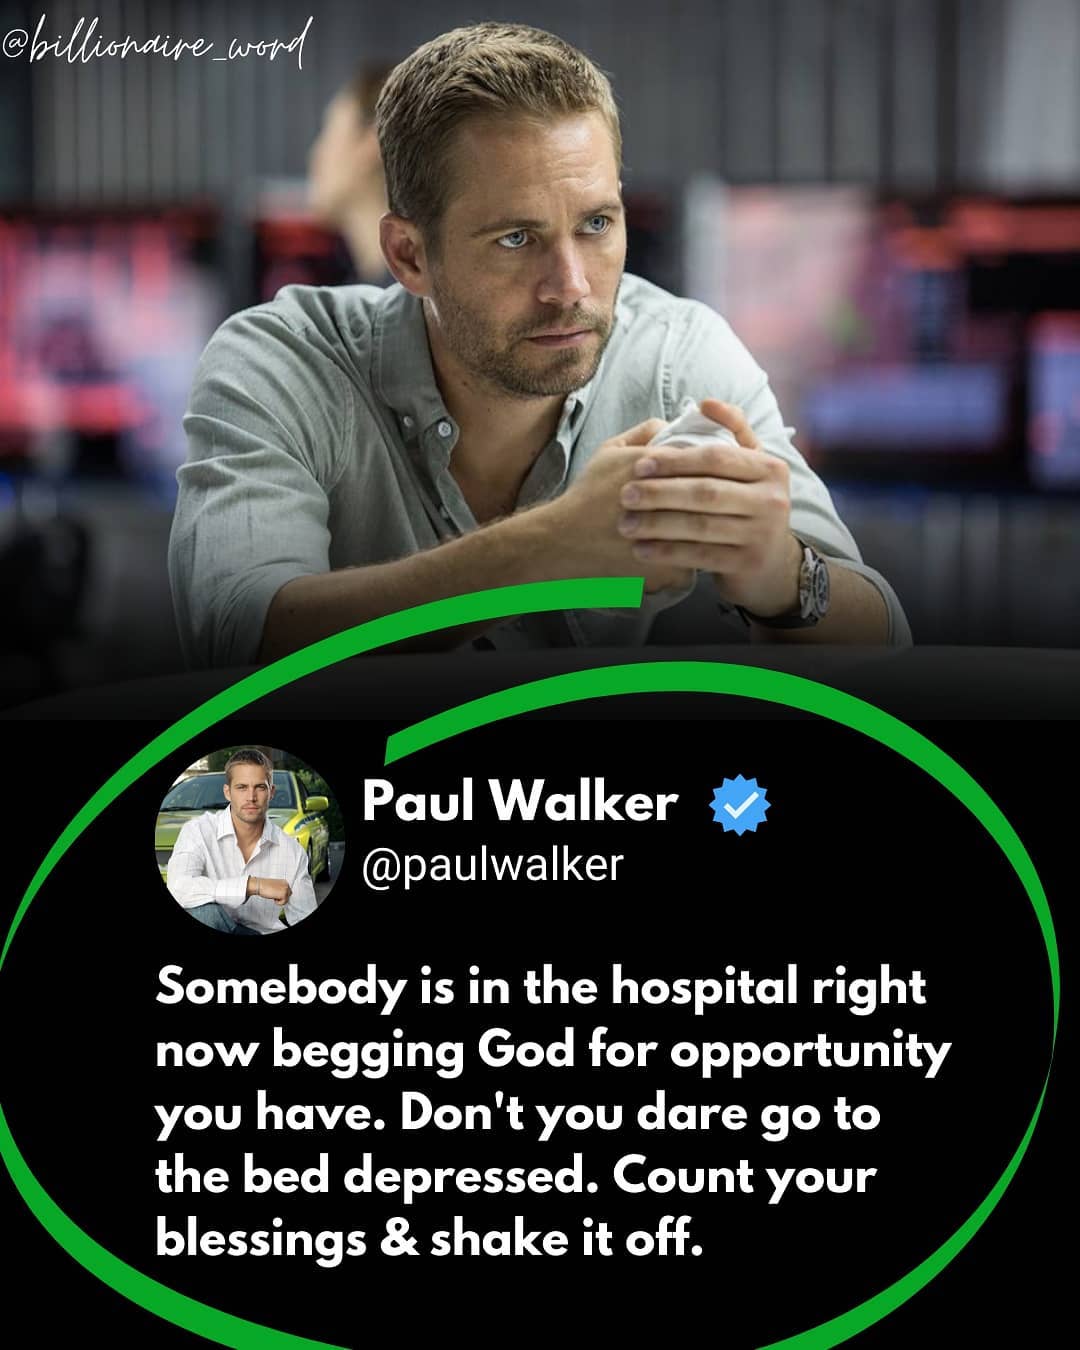 @billionaire_word
Paul Walker
@paulwalker
Somebody is in the hospital right
now begging God for opportunity
you have. Don't you dare go to
the bed depressed. Count your
blessings & shake it off.